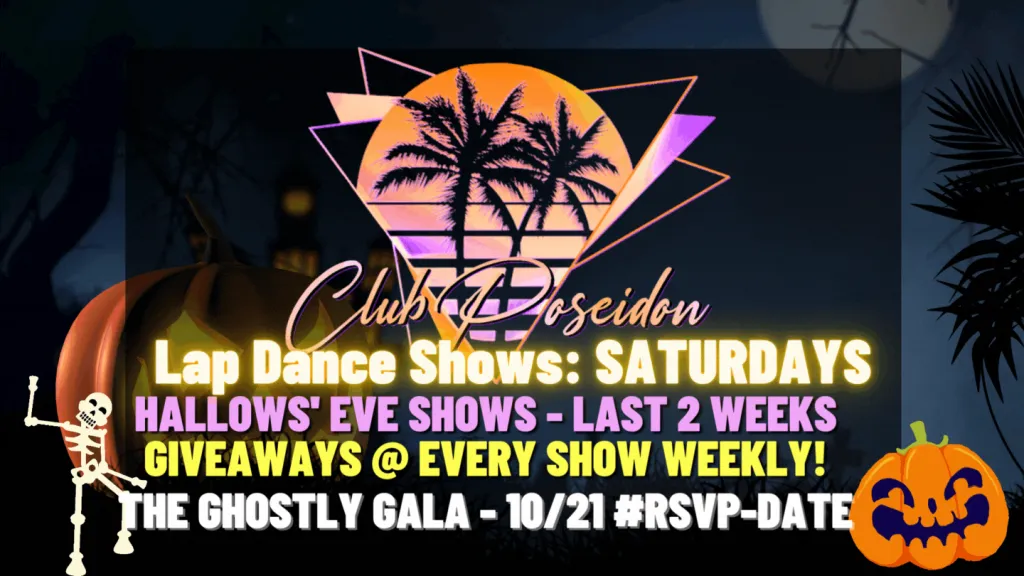 Club Poseidon
Lap Dance Shows: SATURDAYS
HALLOWS' EVE SHOWS - LAST 2 WEEKS
GIVEAWAYS @ EVERY SHOW WEEKLY!
THE GHOSTLY GALA - 10/21 #RSVP-DATE